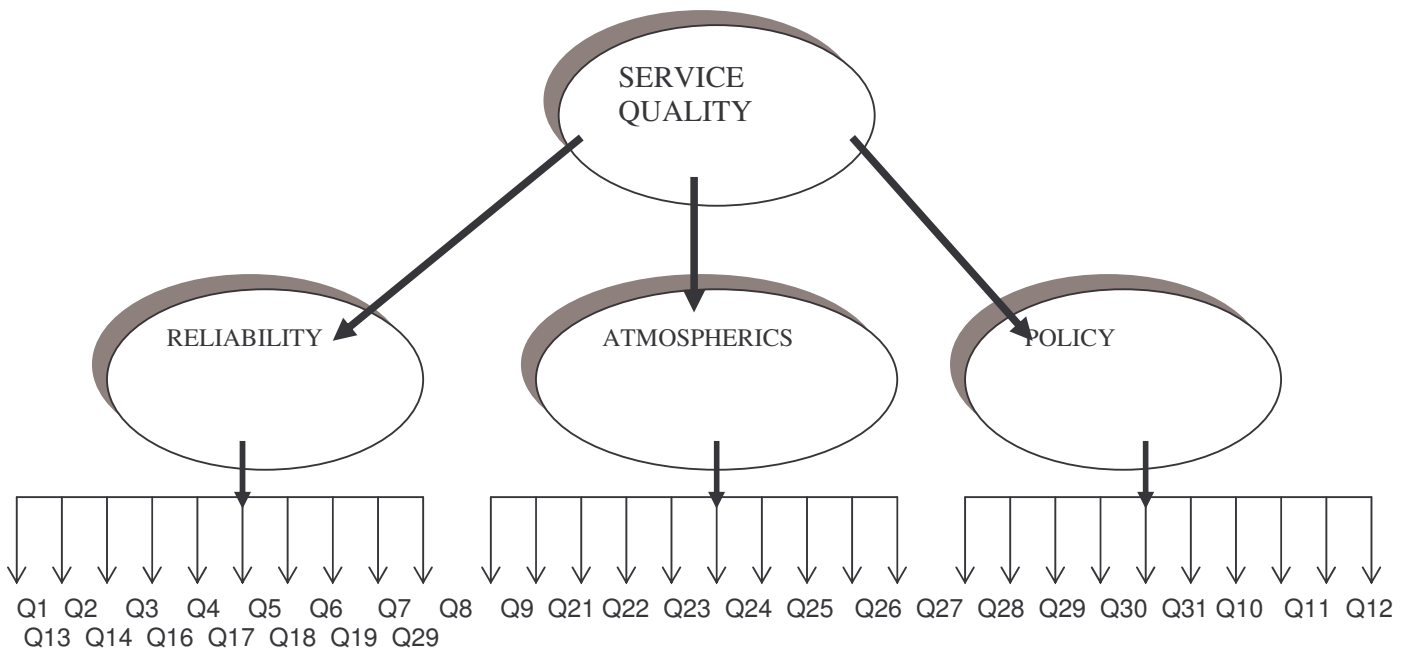 SERVICE
QUALITY
RELIABILITY
ATMOSPHERICS
POLICY
Q1 Q2 Q3 Q4 Q5 Q6 Q7 Q8 Q9 Q21 Q22 Q23 Q24 Q25 Q26 Q27 Q28 Q29 Q30 Q31 Q10 Q11 Q12
Q13 Q14 Q16 Q17 Q18 Q19 Q29